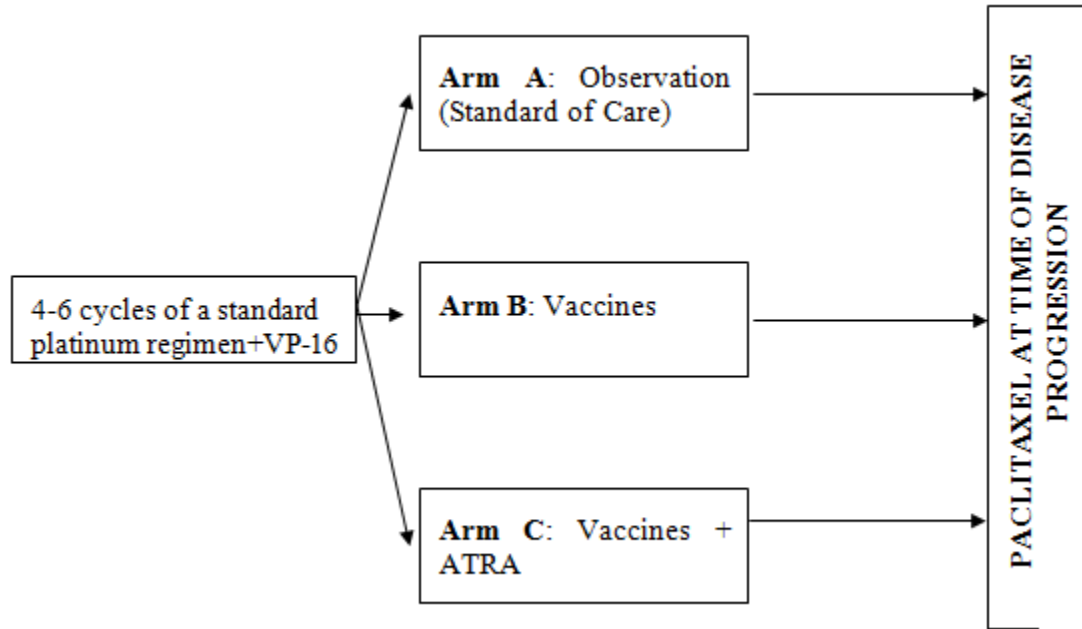 Arm A: Observation
(Standard of Care)
4-6 cycles of a standard
platinum regimen+VP-16
Arm B: Vaccines
Arm C: Vaccines +
ATRA
PACLITAXEL AT TIME OF DISEASE
PROGRESSION